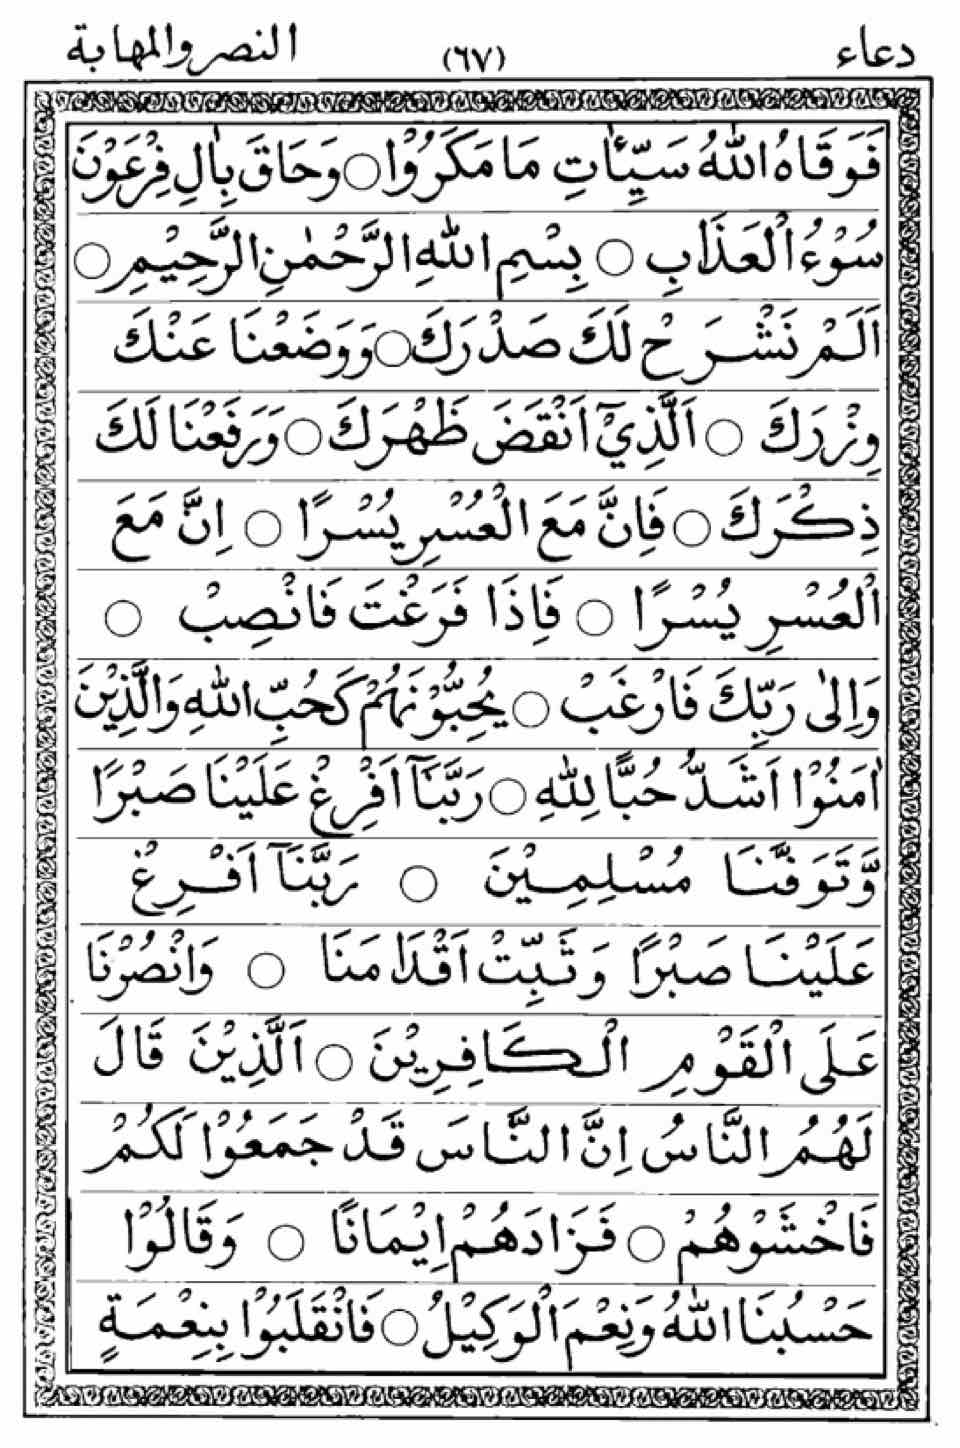 دعاء (٦٧) النصر والمهابة
فَوَقَاهُ اللّٰهُ سَيِّئَاتِ مَا مَكَرُوْا ○ وَحَاقَ بِاٰلِ فِرْعَوْنَ
سُوْءُ الْعَذَابِ ○ بِسْمِ اللّٰهِ الرَّحْمٰنِ الرَّحِيْمِ ○
اَلَمْ نَشْرَحْ لَكَ صَدْرَكَ ○ وَوَضَعْنَا عَنْكَ
وِزْرَكَ ○ اَلَّذِيْٓ اَنْقَضَ ظَهْرَكَ ○ وَرَفَعْنَا لَكَ
ذِكْرَكَ ○ فَاِنَّ مَعَ الْعُسْرِ يُسْرًا ○ اِنَّ مَعَ
الْعُسْرِ يُسْرًا ○ فَاِذَا فَرَغْتَ فَانْصِبْ ○
وَاِلٰى رَبِّكَ فَارْغَبْ ○ يُحِبُّوْنَهُمْ كَحُبِّ اللّٰهِ وَالَّذِيْنَ
اٰمَنُوْا اَشَدُّ حُبًّا لِلّٰهِ ○ رَبَّنَآ اَفْرِغْ عَلَيْنَا صَبْرًا
وَّتَوَفَّنَا مُسْلِمِيْنَ ○ رَبَّنَآ اَفْرِغْ
عَلَيْنَا صَبْرًا وَثَبِّتْ اَقْدَامَنَا ○ وَانْصُرْنَا
عَلَى الْقَوْمِ الْكَافِرِيْنَ ○ اَلَّذِيْنَ قَالَ
لَهُمُ النَّاسُ اِنَّ النَّاسَ قَدْ جَمَعُوْا لَكُمْ
فَاخْشَوْهُمْ ○ فَزَادَهُمْ اِيْمَانًا ○ وَقَالُوْا
حَسْبُنَا اللّٰهُ وَنِعْمَ الْوَكِيْلُ ○ فَانْقَلَبُوْا بِنِعْمَةٍ